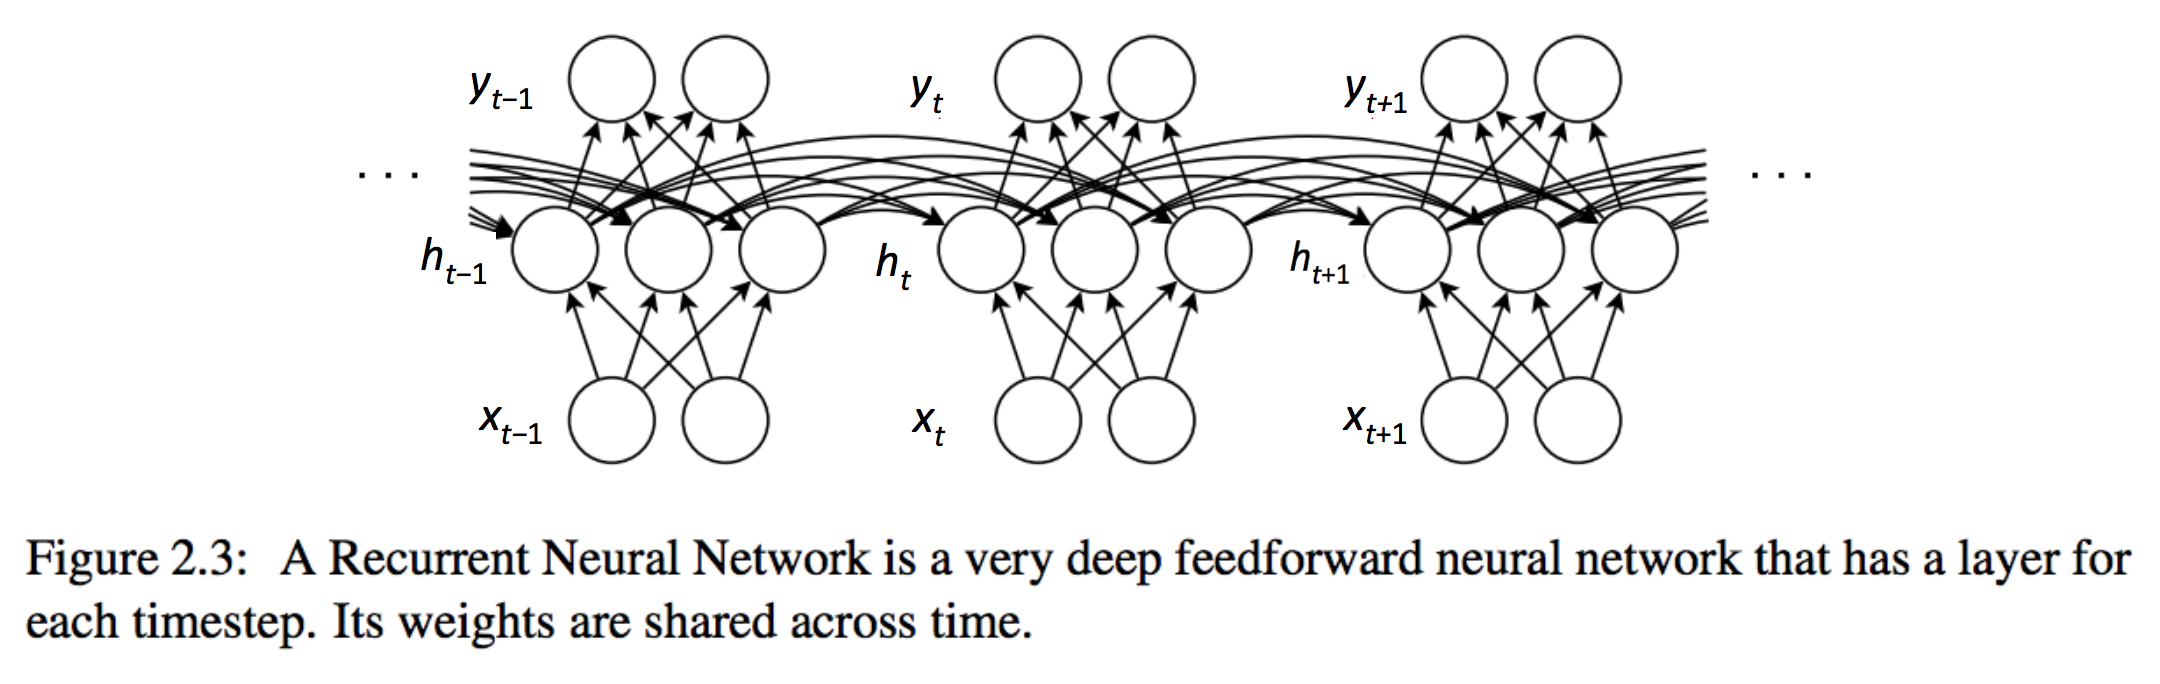 y_{t−1}
y_t
y_{t+1}
. . .
. . .
h_{t−1}
h_t
h_{t+1}
x_{t−1}
x_t
x_{t+1}
Figure 2.3: A Recurrent Neural Network is a very deep feedforward neural network that has a layer for
each timestep. Its weights are shared across time.